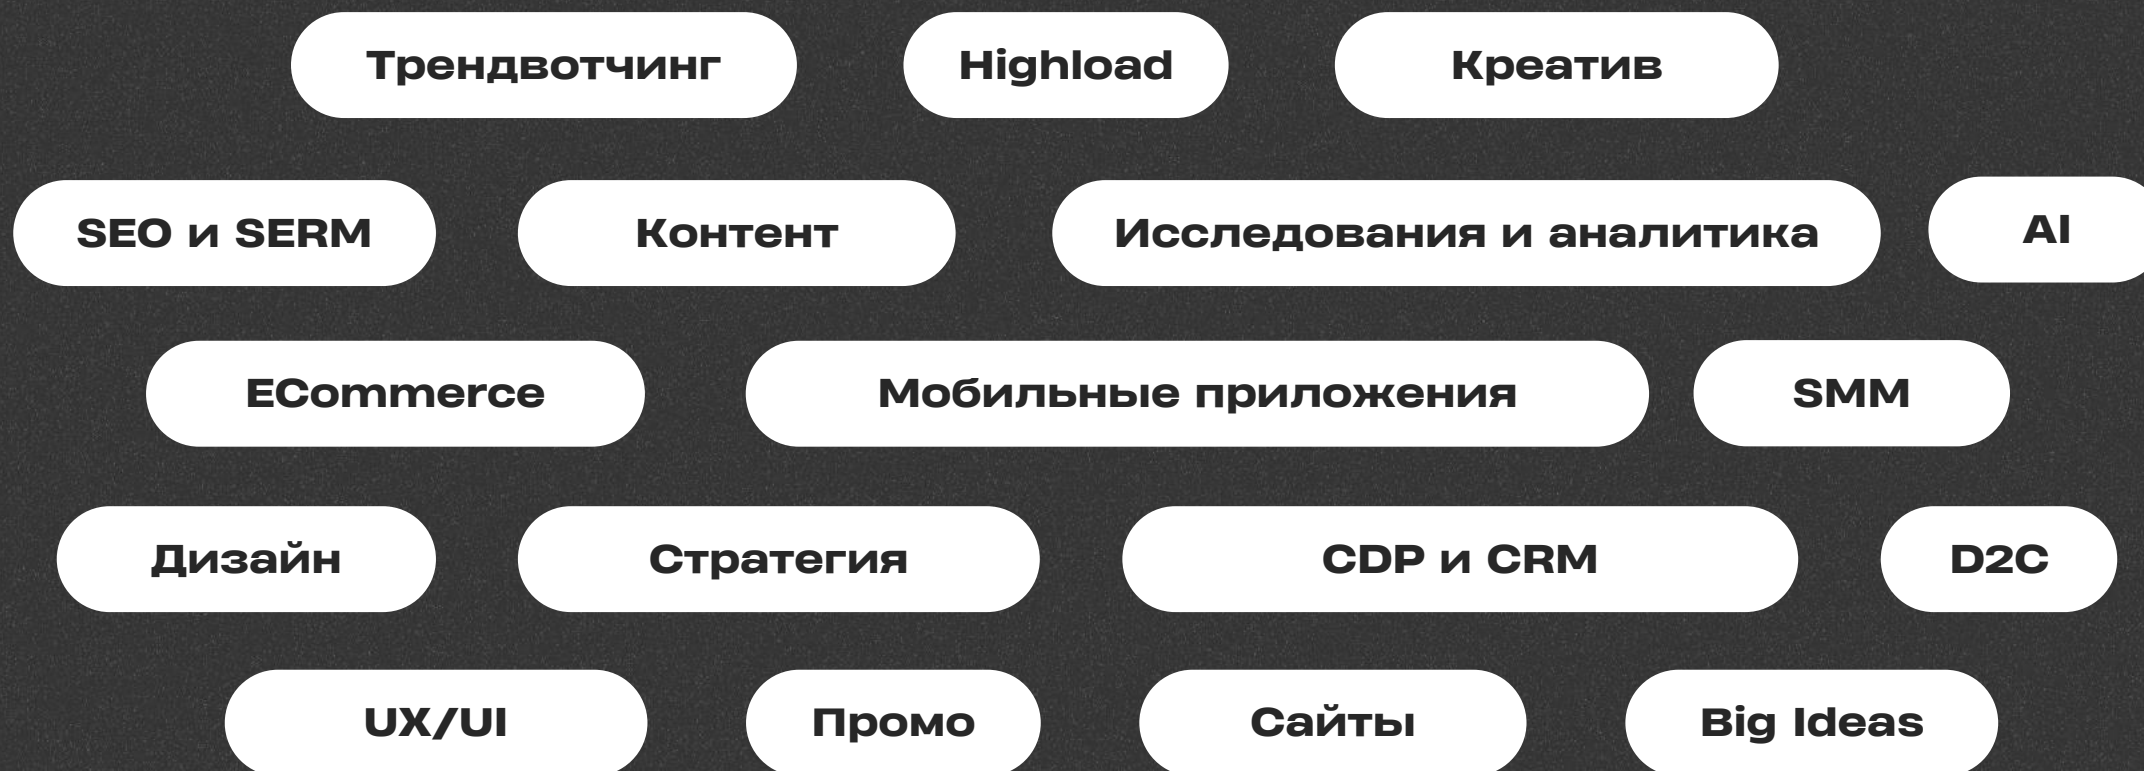 Трендвотчинг Highload Креатив
SEO и SERM Контент Исследования и аналитика AI
ECommerce Мобильные приложения SMM
Дизайн Стратегия CDP и CRM D2C
UX/UI Промо Сайты Big Ideas